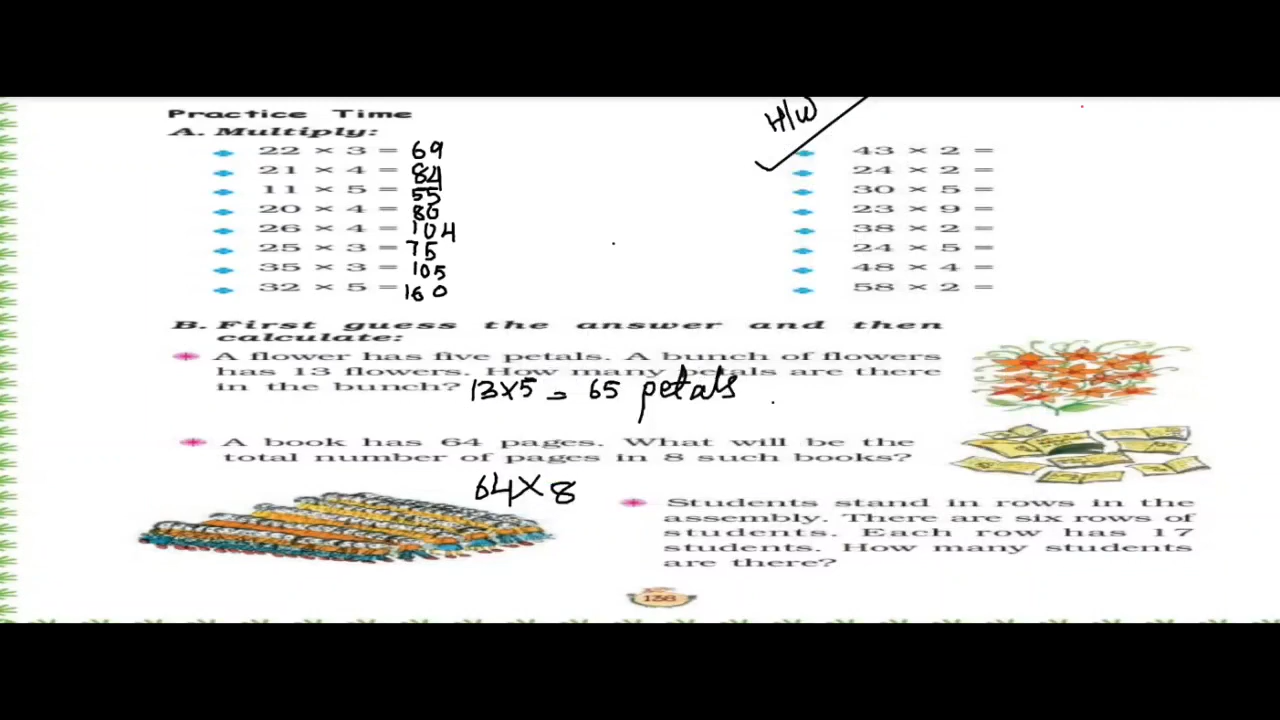 H/W
Practice Time
A. Multiply:
22 × 3 = 69
21 × 4 = 84
11 × 5 = 55
20 × 4 = 80
26 × 4 = 104
25 × 3 = 75
35 × 3 = 105
32 × 5 = 160
43 × 2 =
24 × 2 =
30 × 5 =
23 × 9 =
38 × 2 =
24 × 5 =
48 × 4 =
58 × 2 =
B. First guess the answer and then
calculate:
A flower has five petals. A bunch of flowers
has 13 flowers. How many petals are there
in the bunch? 13×5 = 65 petals
A book has 64 pages. What will be the
total number of pages in 8 such books?
64×8
Students stand in rows in the
assembly. There are six rows of
students. Each row has 17
students. How many students
are there?
138